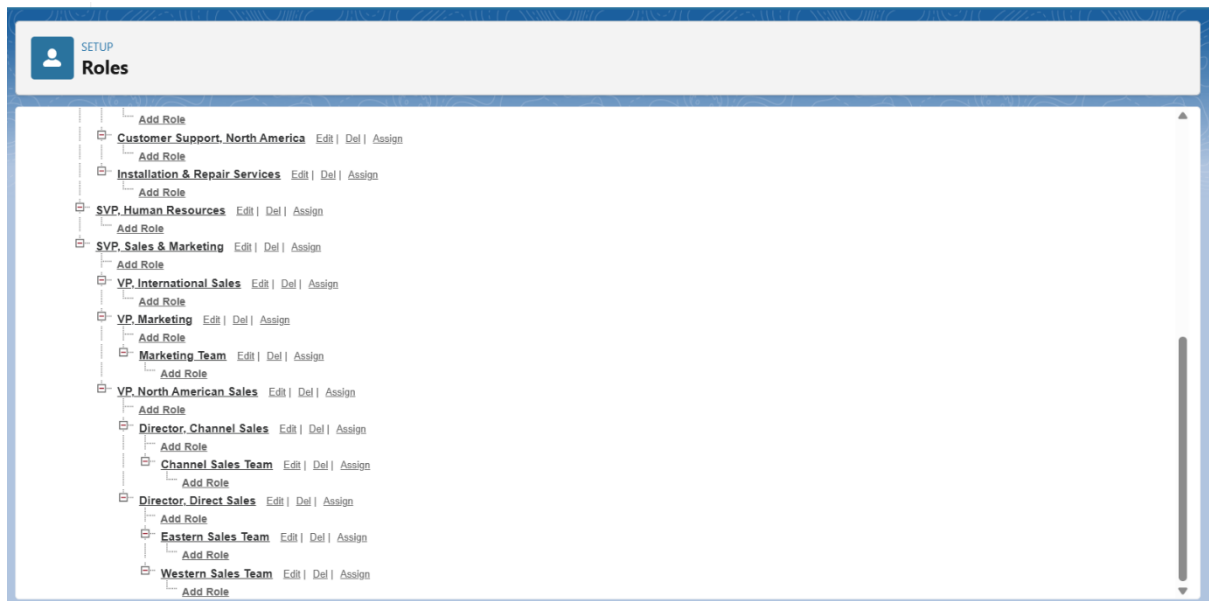 SETUP
Roles
Add Role
Customer Support, North America Edit | Del | Assign
Add Role
Installation & Repair Services Edit | Del | Assign
Add Role
SVP, Human Resources Edit | Del | Assign
Add Role
SVP, Sales & Marketing Edit | Del | Assign
Add Role
VP, International Sales Edit | Del | Assign
Add Role
VP, Marketing Edit | Del | Assign
Add Role
Marketing Team Edit | Del | Assign
Add Role
VP, North American Sales Edit | Del | Assign
Add Role
Director, Channel Sales Edit | Del | Assign
Add Role
Channel Sales Team Edit | Del | Assign
Add Role
Director, Direct Sales Edit | Del | Assign
Add Role
Eastern Sales Team Edit | Del | Assign
Add Role
Western Sales Team Edit | Del | Assign
Add Role